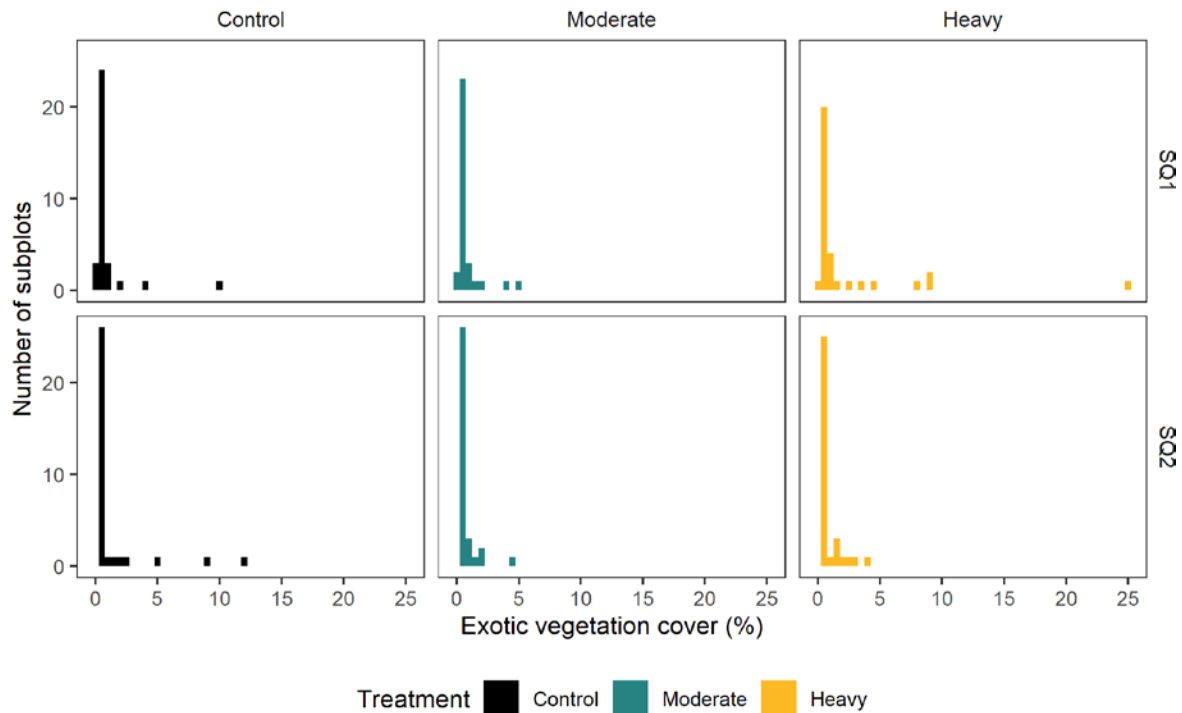 Control Moderate Heavy
20
10
0
SQ1
Number of subplots
20
10
0
SQ2
0 5 10 15 20 25 0 5 10 15 20 25 0 5 10 15 20 25
Exotic vegetation cover (%)
Treatment Control Moderate Heavy